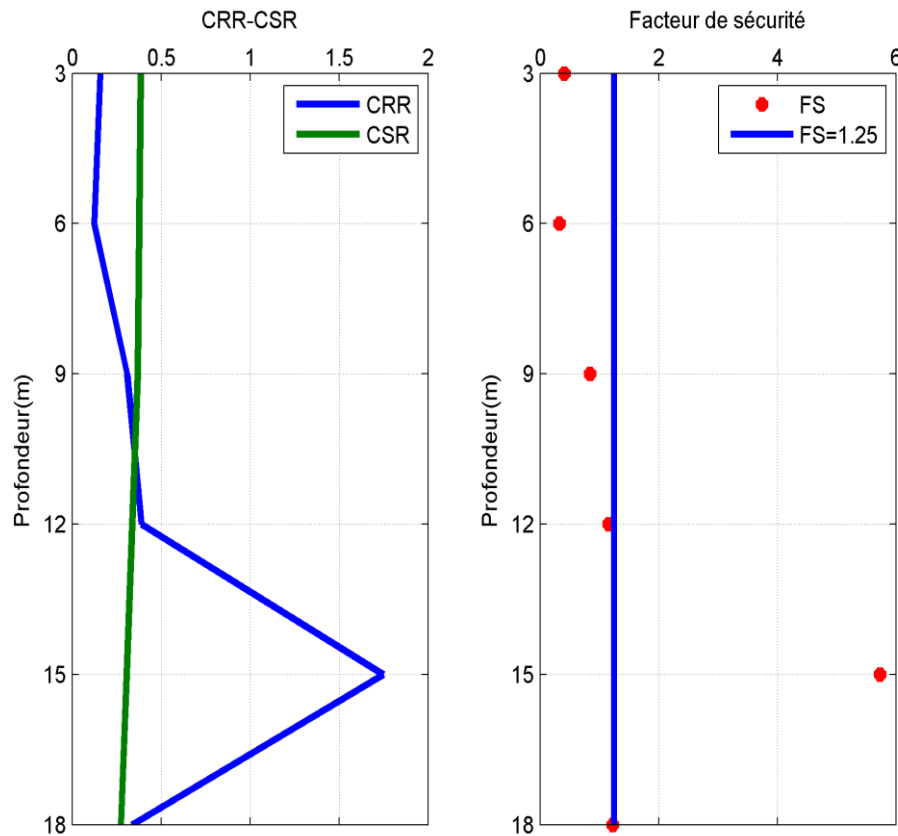 CRR-CSR
0 0.5 1 1.5 2
3
6
9
12
15
18
Profondeur(m)
CRR
CSR
Facteur de sécurité
0 2 4 6
3
6
9
12
15
18
Profondeur(m)
FS
FS=1.25